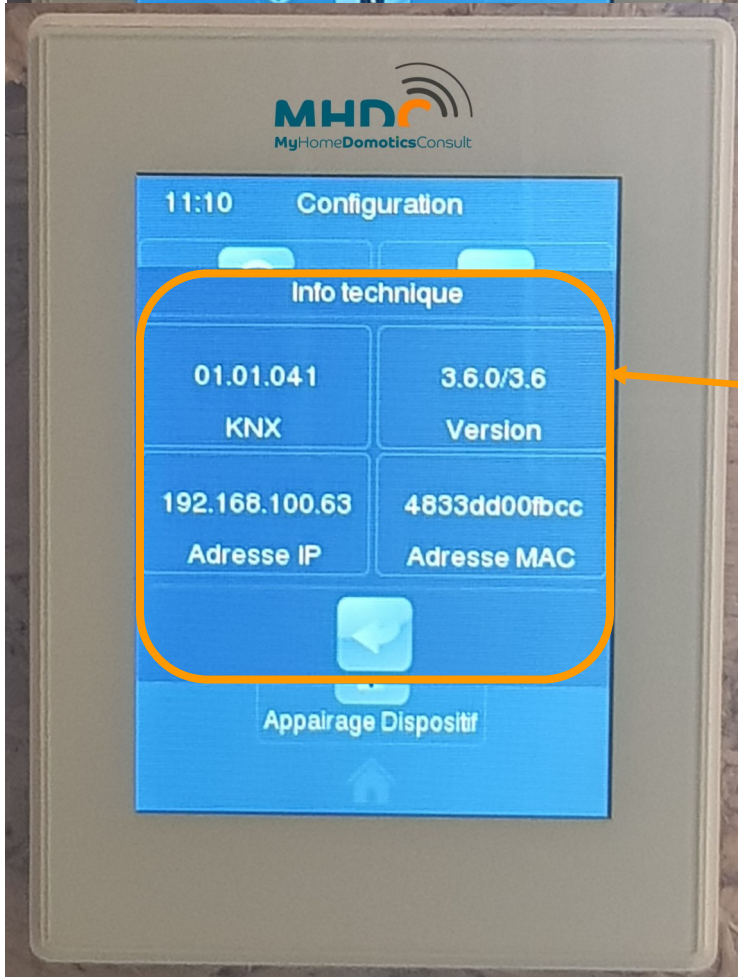 MHDC
MyHomeDomoticsConsult
11:10 Configuration
Info technique
01.01.041 3.6.0/3.6
KNX Version
192.168.100.63 4833dd00fbcc
Adresse IP Adresse MAC
Appairage Dispositif